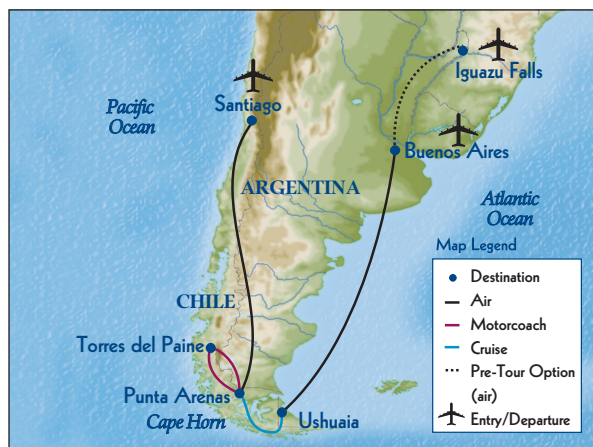 Iguazu Falls
Santiago
Pacific
Ocean
Buenos Aires
ARGENTINA
Atlantic
Ocean
CHILE
Torres del Paine
Punta Arenas
Cape Horn
Ushuaia
Map Legend
Destination
Air
Motorcoach
Cruise
Pre-Tour Option
(air)
Entry/Departure